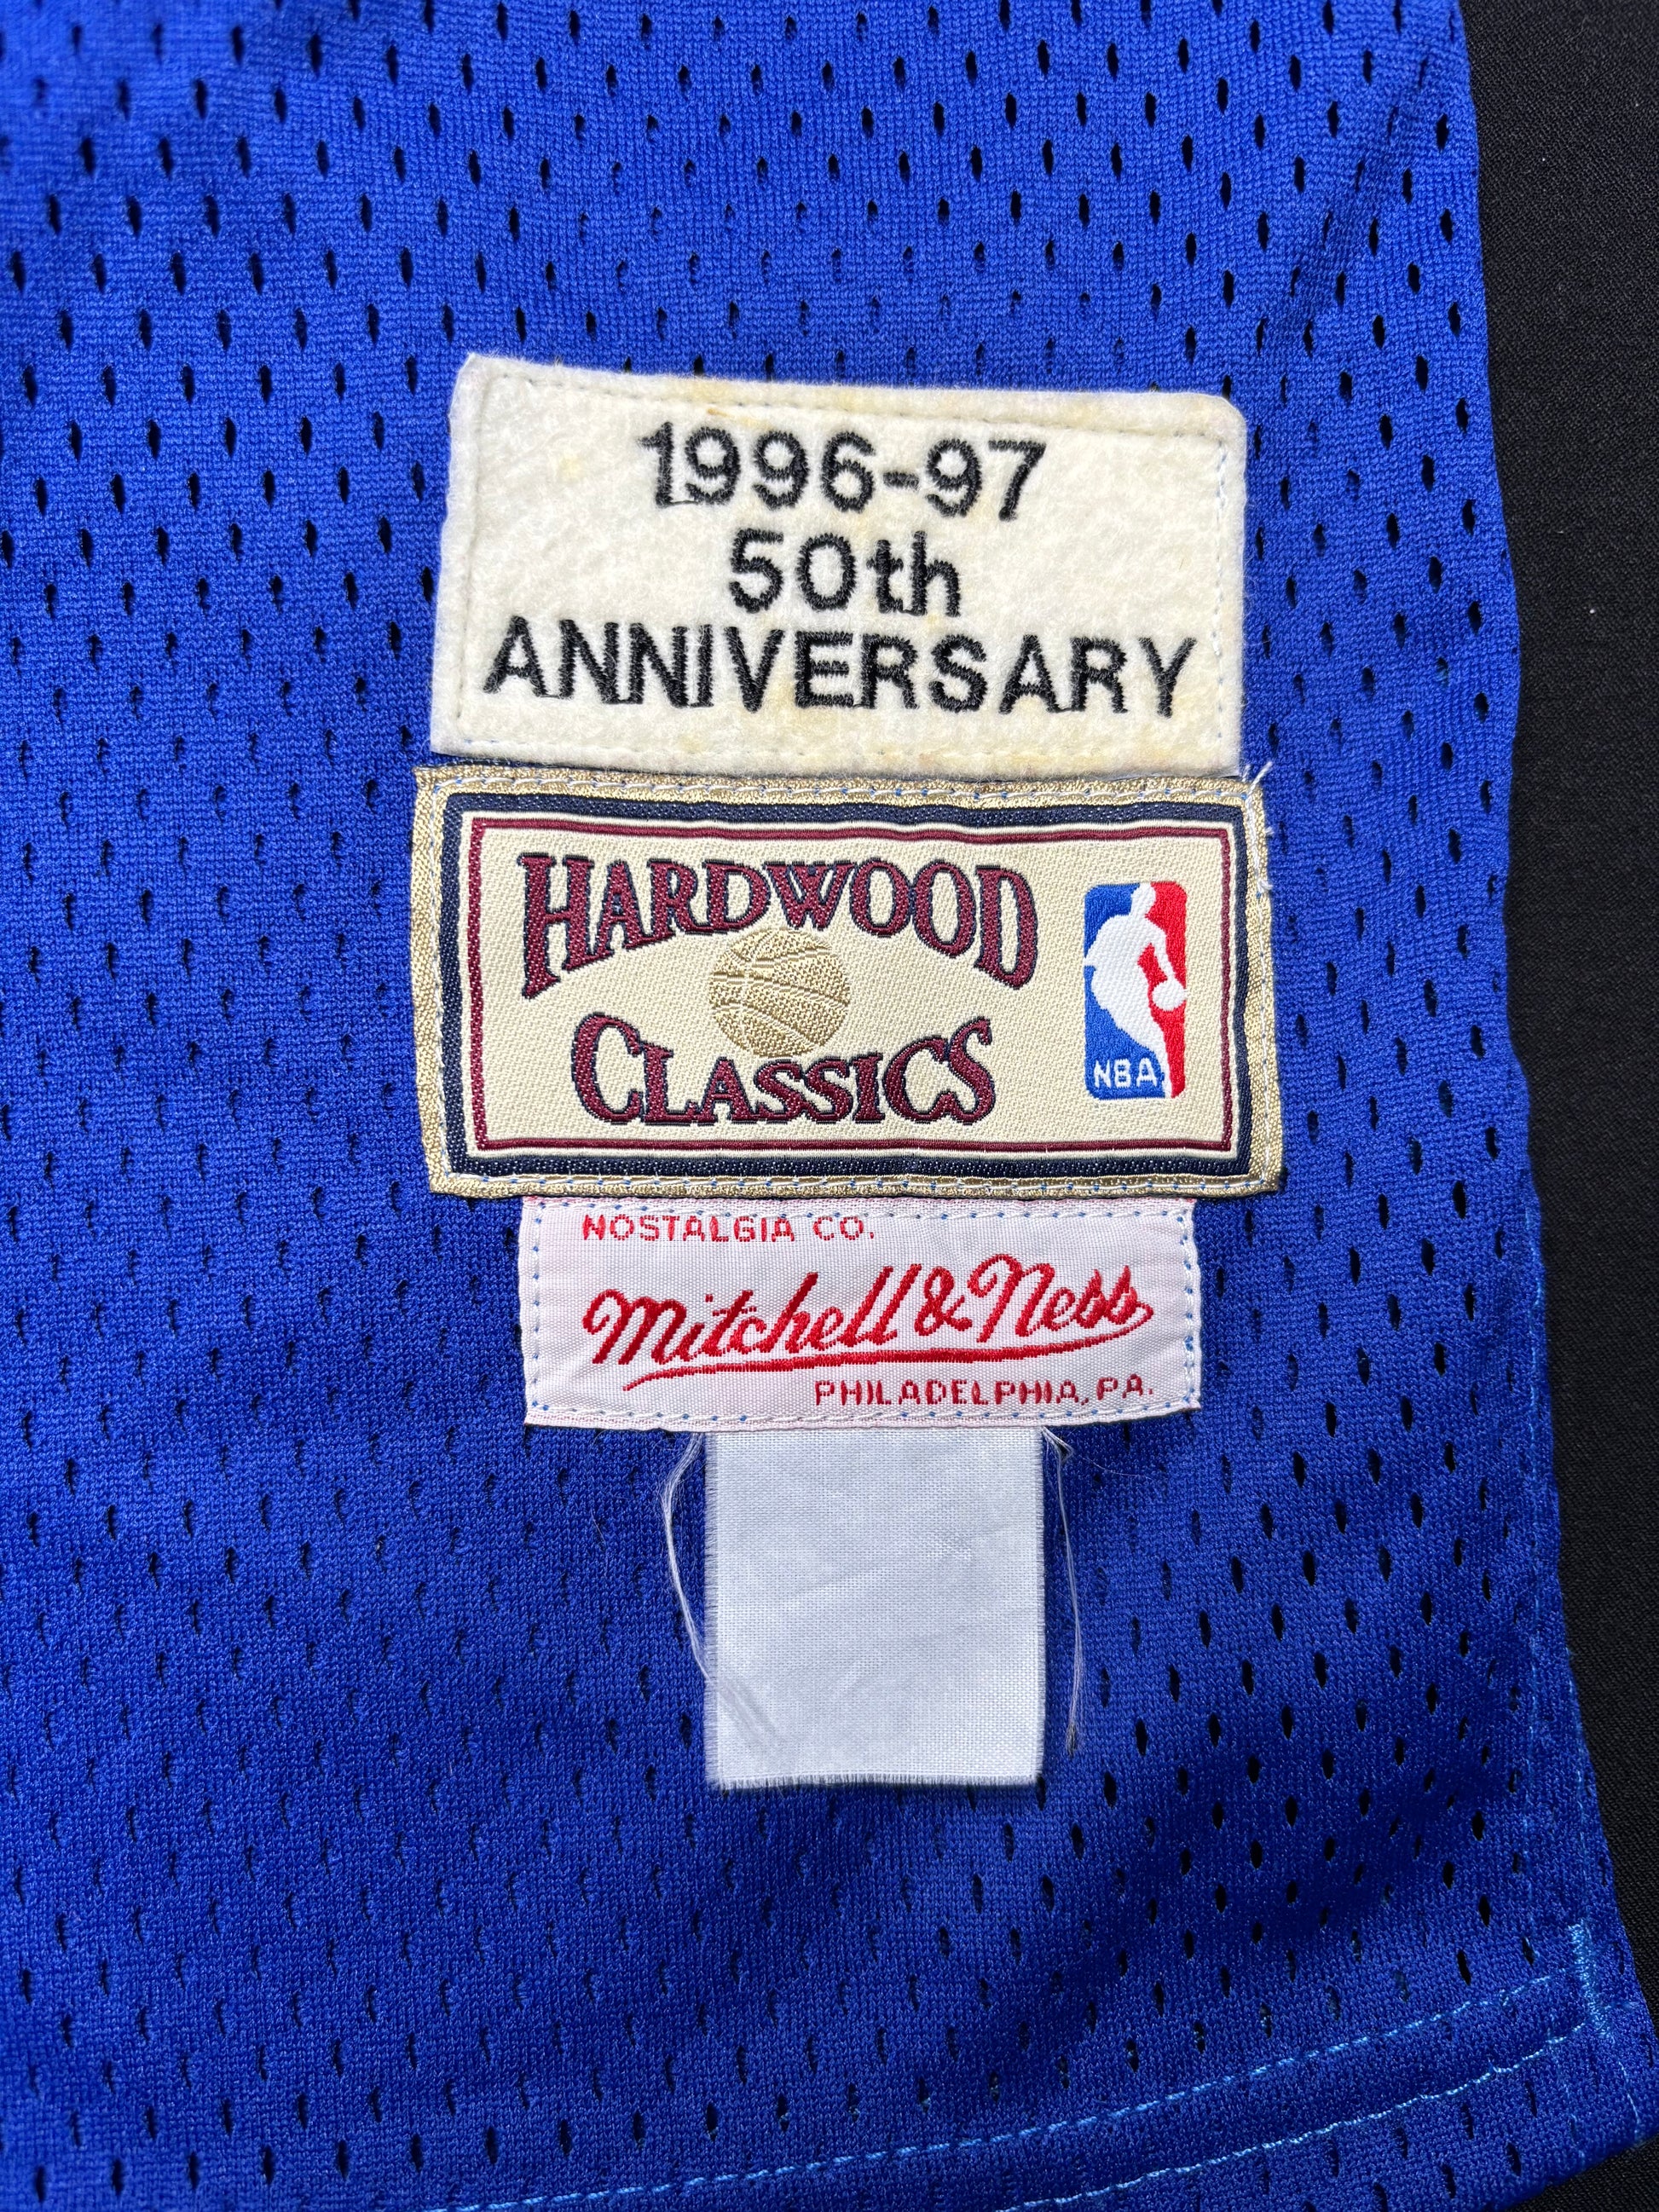 1996-97
50th
ANNIVERSARY
HARDWOOD
CLASSICS
NBA
NOSTALGIA CO.
Mitchell & Ness
PHILADELPHIA, PA.